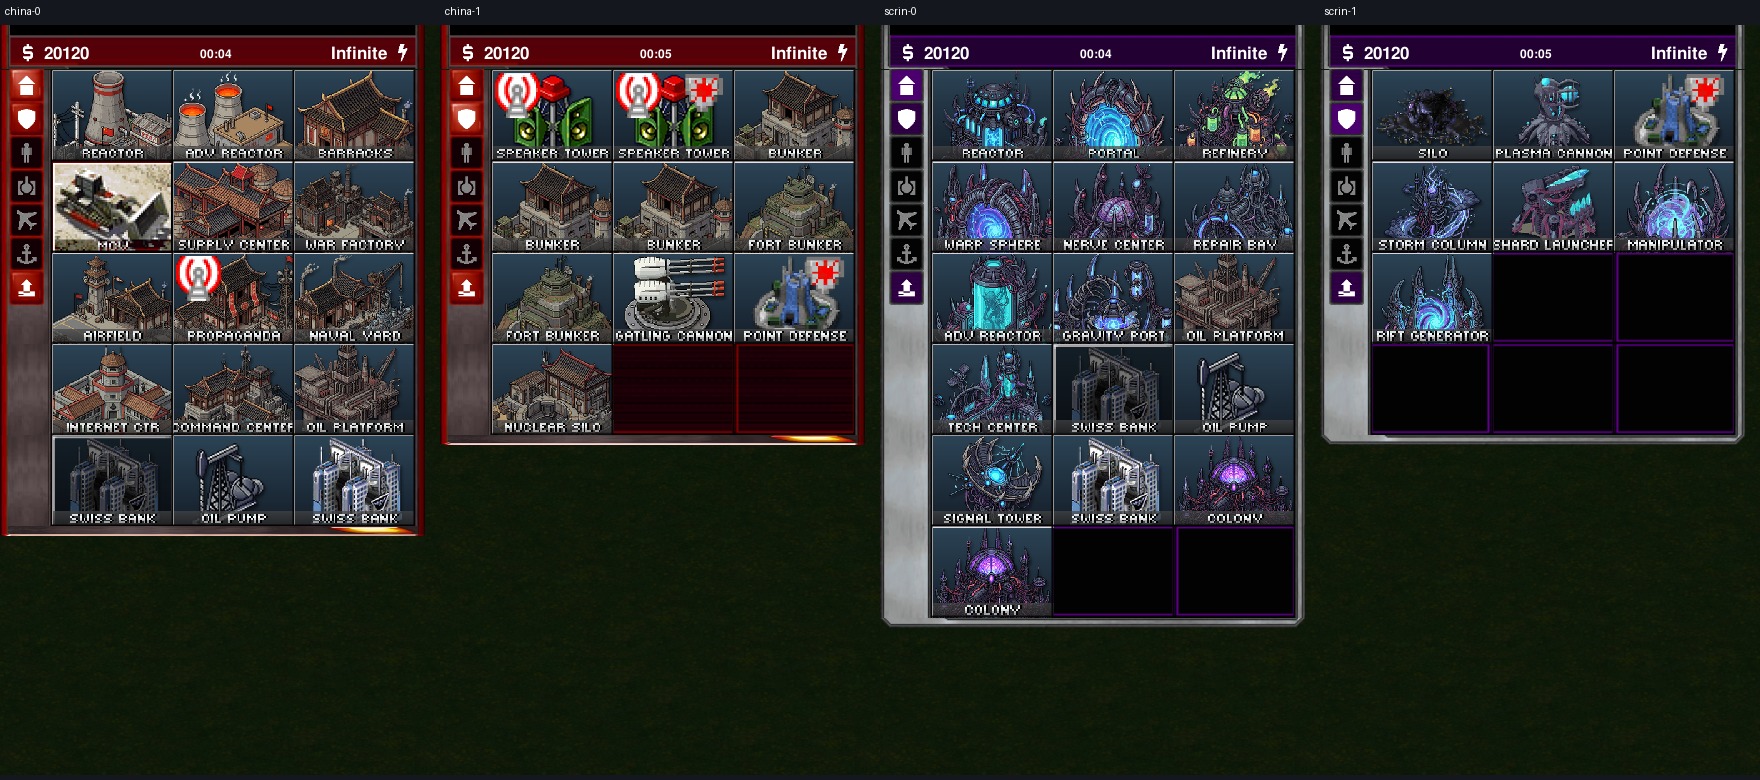 china-0
$ 20120 00:04 Infinite
REACTOR ADV REACTOR BARRACKS
MCV SUPPLY CENTER WAR FACTORY
AIRFIELD PROPAGANDA NAVAL YARD
INTERNET CTR COMMAND CENTER OIL PLATFORM
SWISS BANK OIL PUMP SWISS BANK
china-1
$ 20120 00:05 Infinite
SPEAKER TOWER SPEAKER TOWER BUNKER
BUNKER BUNKER FORT BUNKER
FORT BUNKER GATLING CANNON POINT DEFENSE
NUCLEAR SILO
scrin-0
$ 20120 00:04 Infinite
REACTOR PORTAL REFINERY
WARP SPHERE NERVE CENTER REPAIR BAY
ADV REACTOR GRAVITY PORT OIL PLATFORM
TECH CENTER SWISS BANK OIL PUMP
SIGNAL TOWER SWISS BANK COLONY
COLONY
scrin-1
$ 20120 00:05 Infinite
SILO PLASMA CANNON POINT DEFENSE
STORM COLUMN SHARD LAUNCHER MANIPULATOR
RIFT GENERATOR